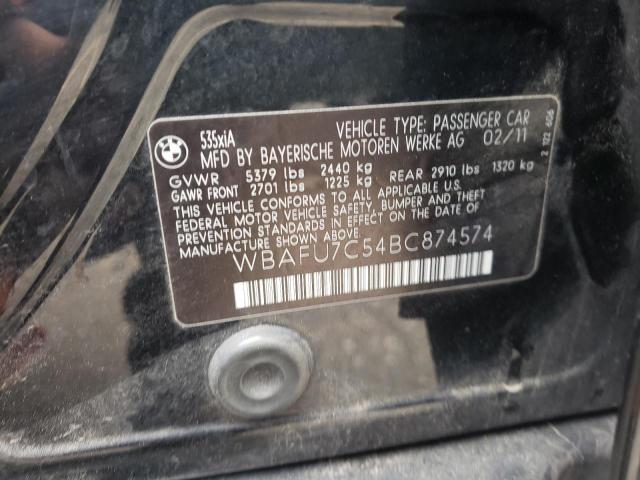 BMW
535xiA
VEHICLE TYPE: PASSENGER CAR
MFD BY BAYERISCHE MOTOREN WERKE AG 02/11
GVWR 5379 lbs 2440 kg
GAWR FRONT 2701 lbs 1225 kg REAR 2910 lbs 1320 kg
THIS VEHICLE CONFORMS TO ALL APPLICABLE
FEDERAL MOTOR VEHICLE SAFETY, BUMPER AND THEFT
PREVENTION STANDARDS IN EFFECT ON THE DATE OF
MANUFACTURE SHOWN ABOVE.
WBAFU7C54BC874574